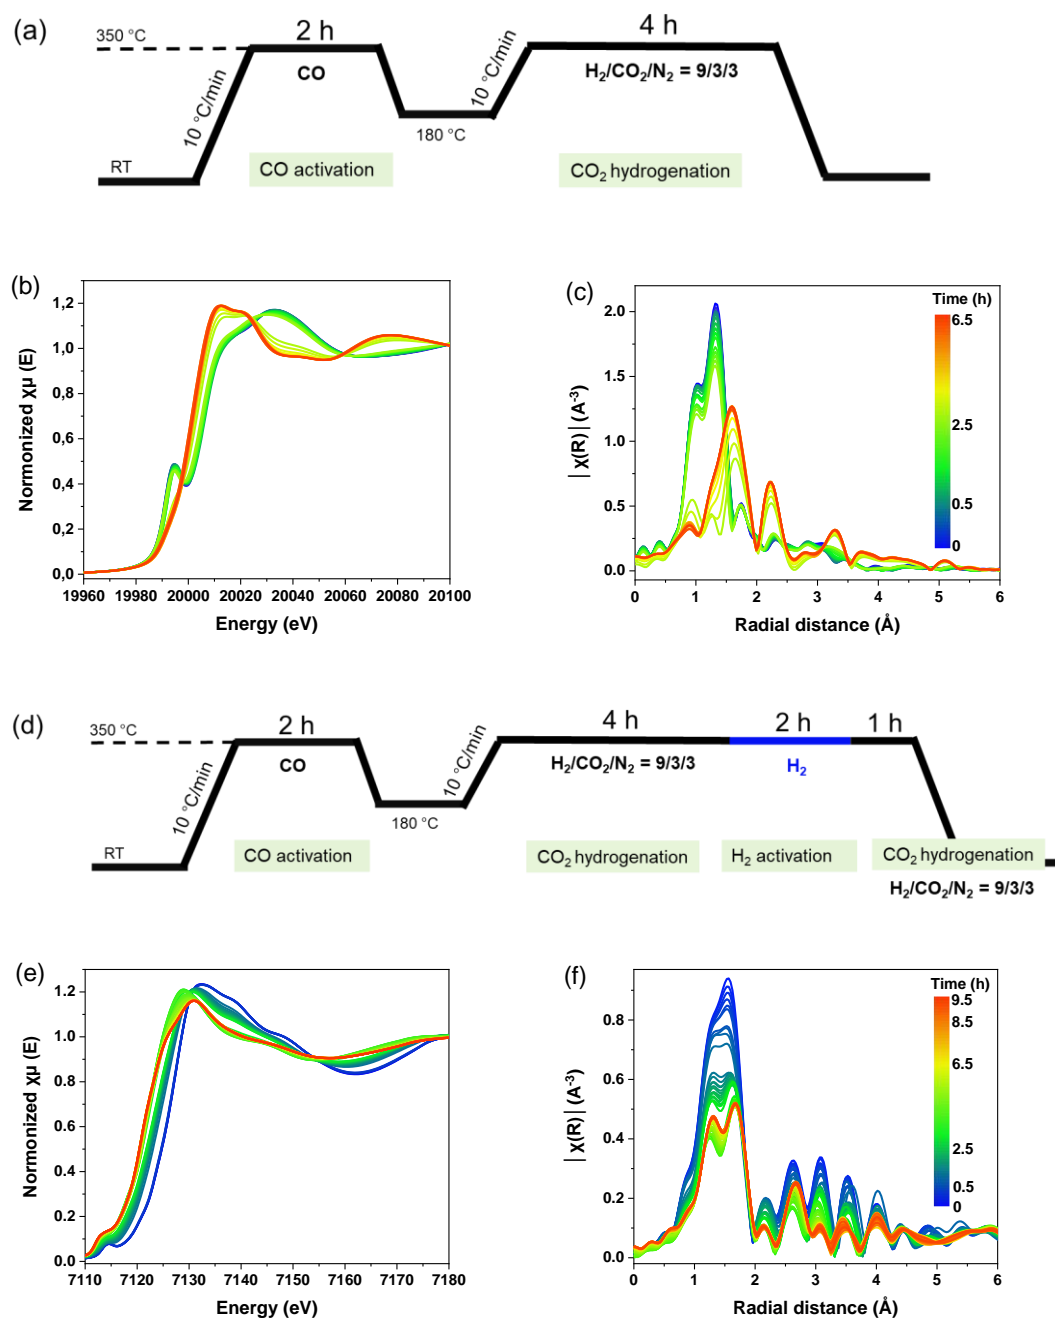 (a)
350 °C
2 h
4 h
10 °C/min
CO
10 °C/min
H₂/CO₂/N₂ = 9/3/3
180 °C
RT
CO activation
CO₂ hydrogenation
(b)
Normonized χμ (E)
1,2
1,0
0,8
0,6
0,4
0,2
0,0
19960 19980 20000 20020 20040 20060 20080 20100
Energy (eV)
(c)
|χ(R)| (A⁻³)
2.0
1.5
1.0
0.5
0.0
0 1 2 3 4 5 6
Radial distance (Å)
Time (h)
6.5
2.5
0.5
0
(d)
350 °C
2 h
4 h
2 h
1 h
10 °C/min
CO
10 °C/min
H₂/CO₂/N₂ = 9/3/3
H₂
180 °C
RT
CO activation
CO₂ hydrogenation
H₂ activation
CO₂ hydrogenation
H₂/CO₂/N₂ = 9/3/3
(e)
Normonized χμ (E)
1.2
1.0
0.8
0.6
0.4
0.2
0.0
7110 7120 7130 7140 7150 7160 7170 7180
Energy (eV)
(f)
|χ(R)| (A⁻³)
0.8
0.6
0.4
0.2
0.0
0 1 2 3 4 5 6
Radial distance (Å)
Time (h)
9.5
8.5
6.5
2.5
0.5
0